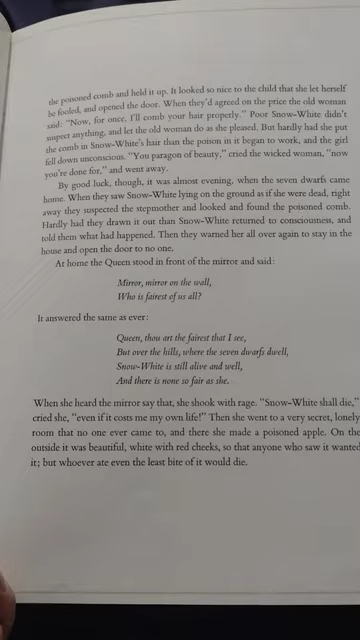 the poisoned comb and held it up. It looked so nice to the child that she let herself
be fooled, and opened the door. When they'd agreed on the price the old woman
said: "Now, for once, I'll comb your hair properly." Poor Snow-White didn't
suspect anything, and let the old woman do as she pleased. But hardly had she put
the comb in Snow-White's hair than the poison in it began to work, and the girl
fell down unconscious. "You paragon of beauty," cried the wicked woman, "now
you're done for," and went away.
By good luck, though, it was almost evening, when the seven dwarfs came
home. When they saw Snow-White lying on the ground as if she were dead, right
away they suspected the stepmother and looked and found the poisoned comb.
Hardly had they drawn it out than Snow-White returned to consciousness, and
told them what had happened. Then they warned her all over again to stay in the
house and open the door to no one.
At home the Queen stood in front of the mirror and said:
Mirror, mirror on the wall,
Who is fairest of us all?
It answered the same as ever:
Queen, thou art the fairest that I see,
But over the hills, where the seven dwarfs dwell,
Snow-White is still alive and well,
And there is none so fair as she.
When she heard the mirror say that, she shook with rage. "Snow-White shall die,"
cried she, "even if it costs me my own life!" Then she went to a very secret, lonely
room that no one ever came to, and there she made a poisoned apple. On the
outside it was beautiful, white with red cheeks, so that anyone who saw it wanted
it; but whoever ate even the least bite of it would die.